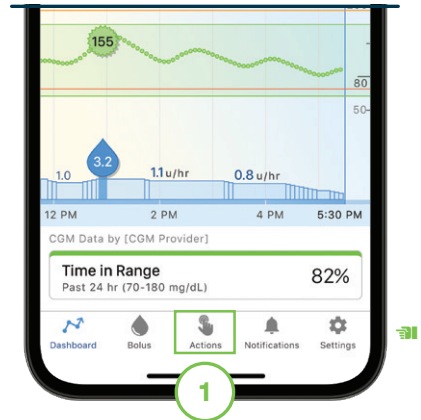 155
80
50-
3.2
1.0
1.1 u/hr
0.8 u/hr
12 PM 2 PM 4 PM 5:30 PM
CGM Data by [CGM Provider]
Time in Range
Past 24 hr (70-180 mg/dL)
82%
Dashboard Bolus Actions Notifications Settings
1